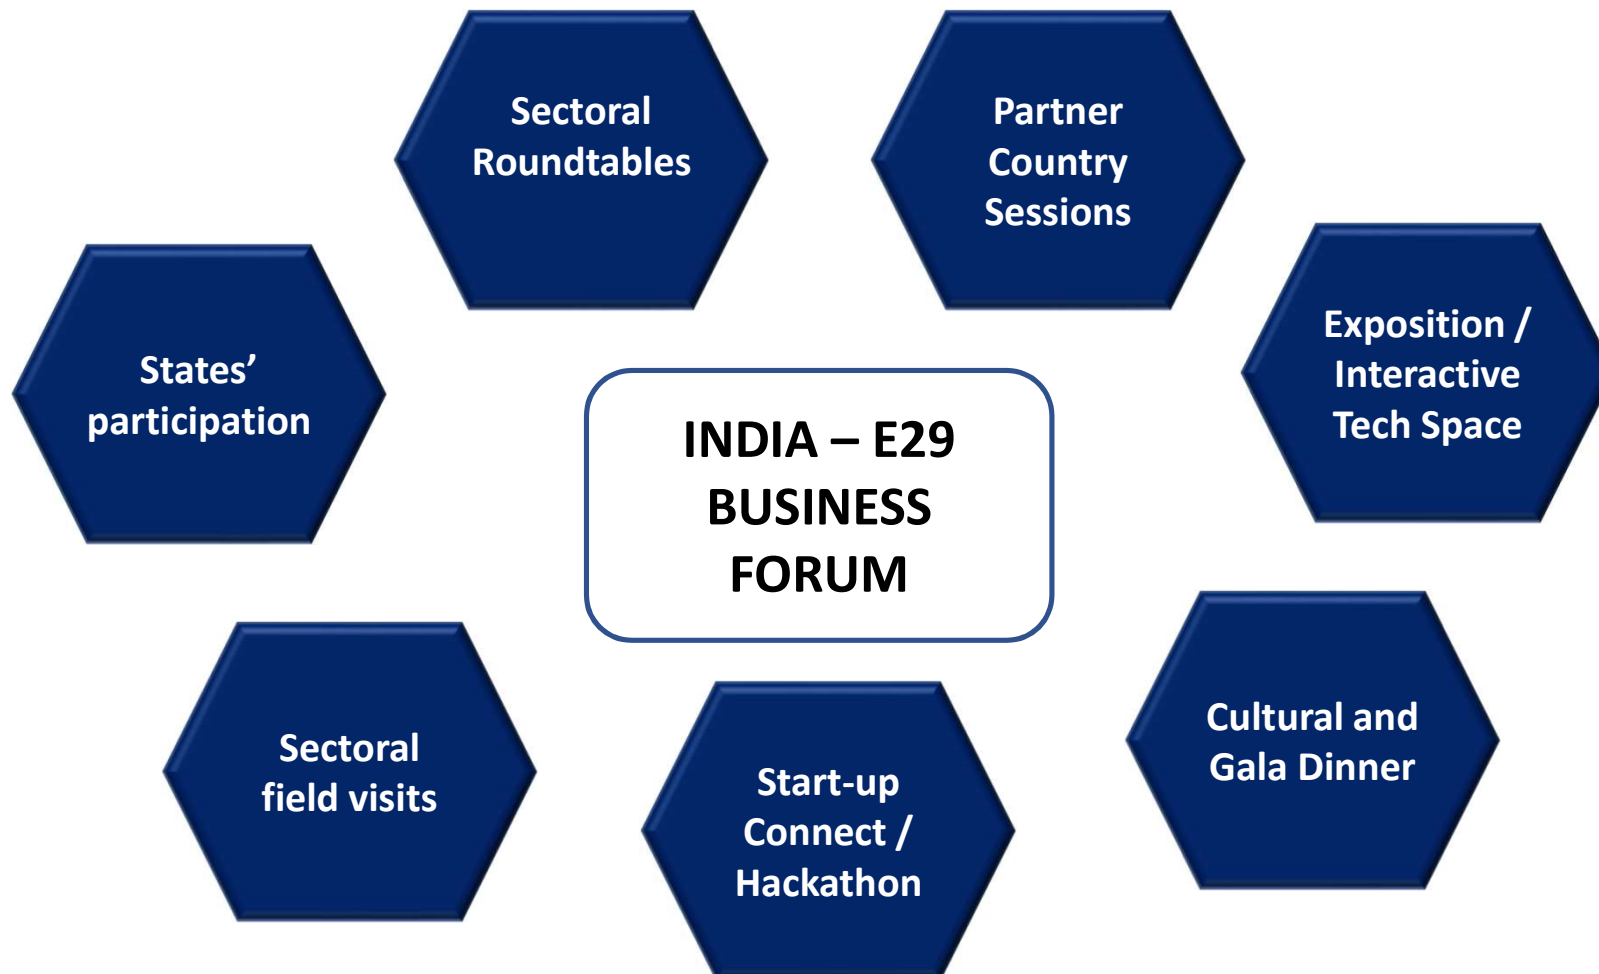 Sectoral
Roundtables
Partner
Country
Sessions
States’
participation
Exposition /
Interactive
Tech Space
INDIA – E29
BUSINESS
FORUM
Sectoral
field visits
Start-up
Connect /
Hackathon
Cultural and
Gala Dinner